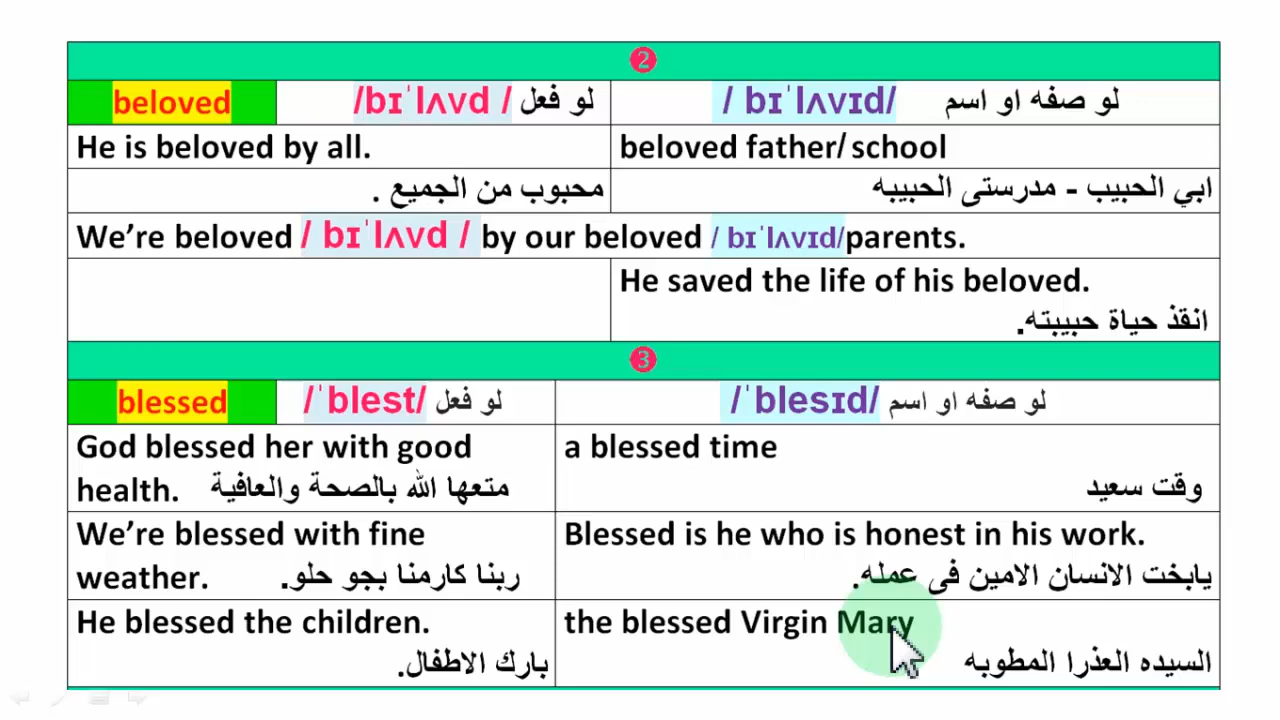 ❷
beloved /bɪˈlʌvd / لو فعل / bɪˈlʌvɪd/ لو صفه او اسم
He is beloved by all. beloved father/ school
محبوب من الجميع . ابي الحبيب - مدرستى الحبيبه
We’re beloved / bɪˈlʌvd / by our beloved / bɪˈlʌvɪd/parents.
He saved the life of his beloved.
انقذ حياة حبيبته.
❸
blessed /ˈblest/ لو فعل /ˈblesɪd/ لو صفه او اسم
God blessed her with good
health. متعها الله بالصحة والعافية
a blessed time
وقت سعيد
We’re blessed with fine
weather. ربنا كارمنا بجو حلو.
Blessed is he who is honest in his work.
يابخت الانسان الامين فى عمله.
He blessed the children.
بارك الاطفال.
the blessed Virgin Mary
السيده العذرا المطوبه